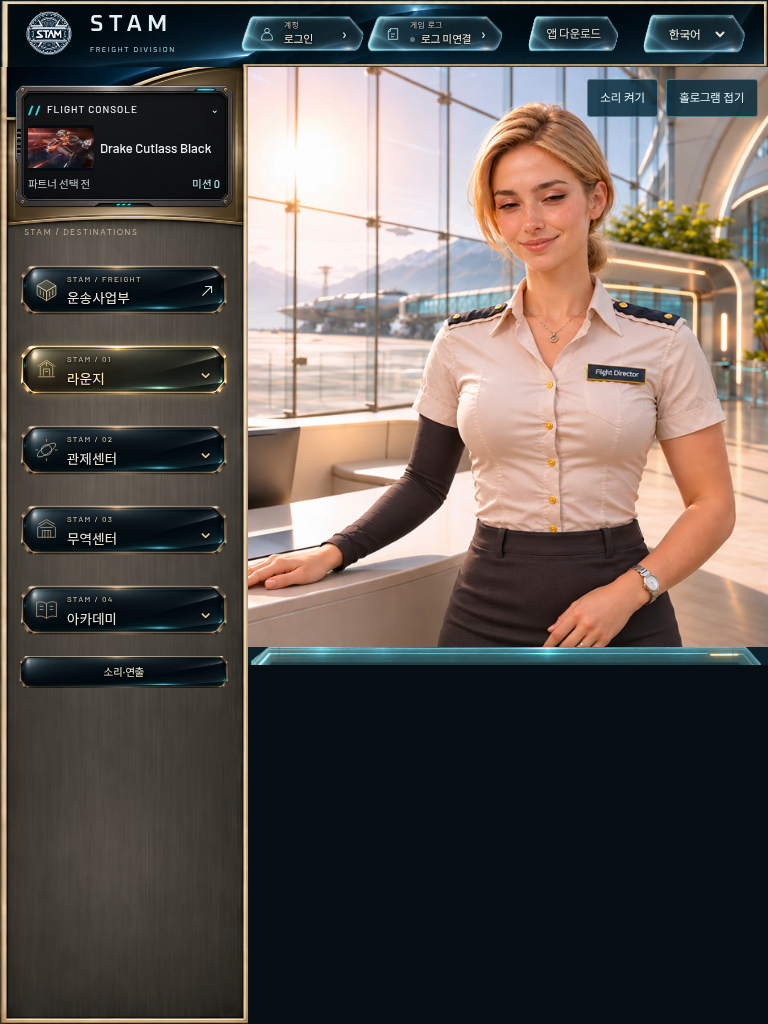 STAM
STAM
FREIGHT DIVISION
계정
로그인
게임 로그
로그 미연결
앱 다운로드
한국어
FLIGHT CONSOLE
Drake Cutlass Black
파트너 선택 전
미션 0
소리 켜기
홀로그램 접기
Flight Director
STAM / DESTINATIONS
STAM / FREIGHT
운송사업부
STAM / 01
라운지
STAM / 02
관제센터
STAM / 03
무역센터
STAM / 04
아카데미
소리·연출